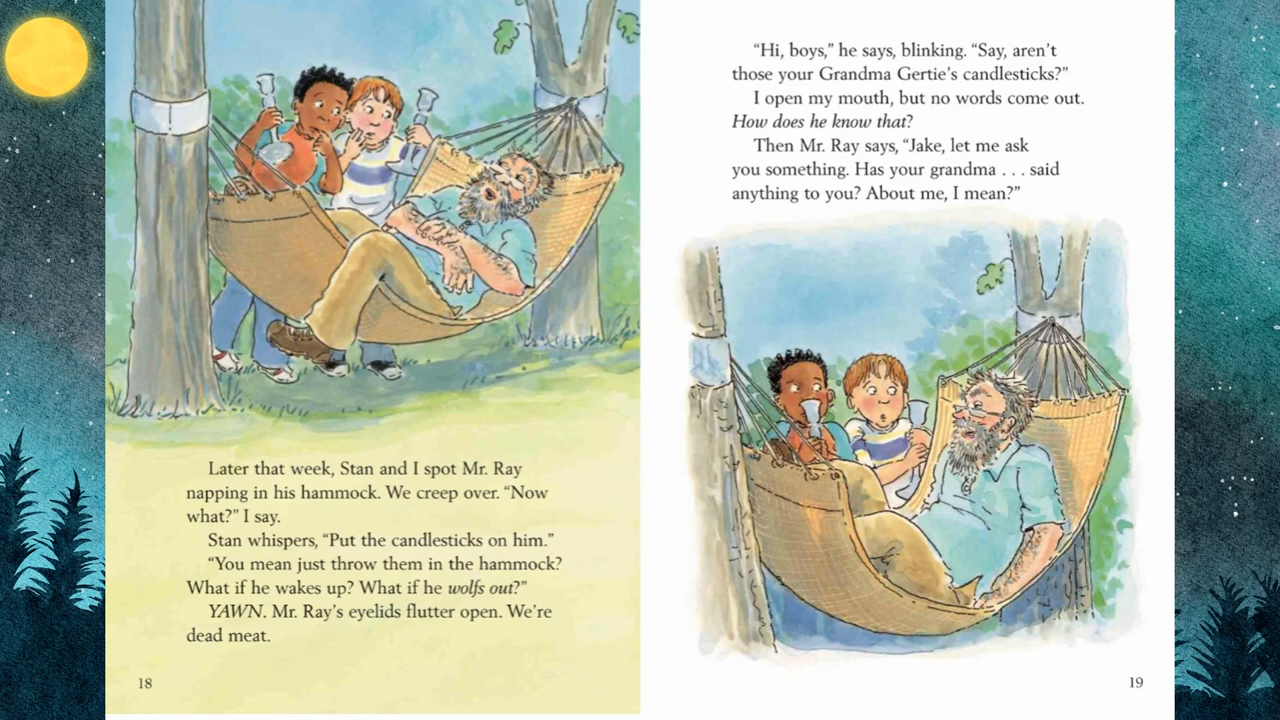 Later that week, Stan and I spot Mr. Ray
napping in his hammock. We creep over. “Now
what?” I say.
Stan whispers, “Put the candlesticks on him.”
“You mean just throw them in the hammock?
What if he wakes up? What if he wolfs out?”
YAWN. Mr. Ray’s eyelids flutter open. We’re
dead meat.
18
“Hi, boys,” he says, blinking. “Say, aren’t
those your Grandma Gertie’s candlesticks?”
I open my mouth, but no words come out.
How does he know that?
Then Mr. Ray says, “Jake, let me ask
you something. Has your grandma . . . said
anything to you? About me, I mean?”
19